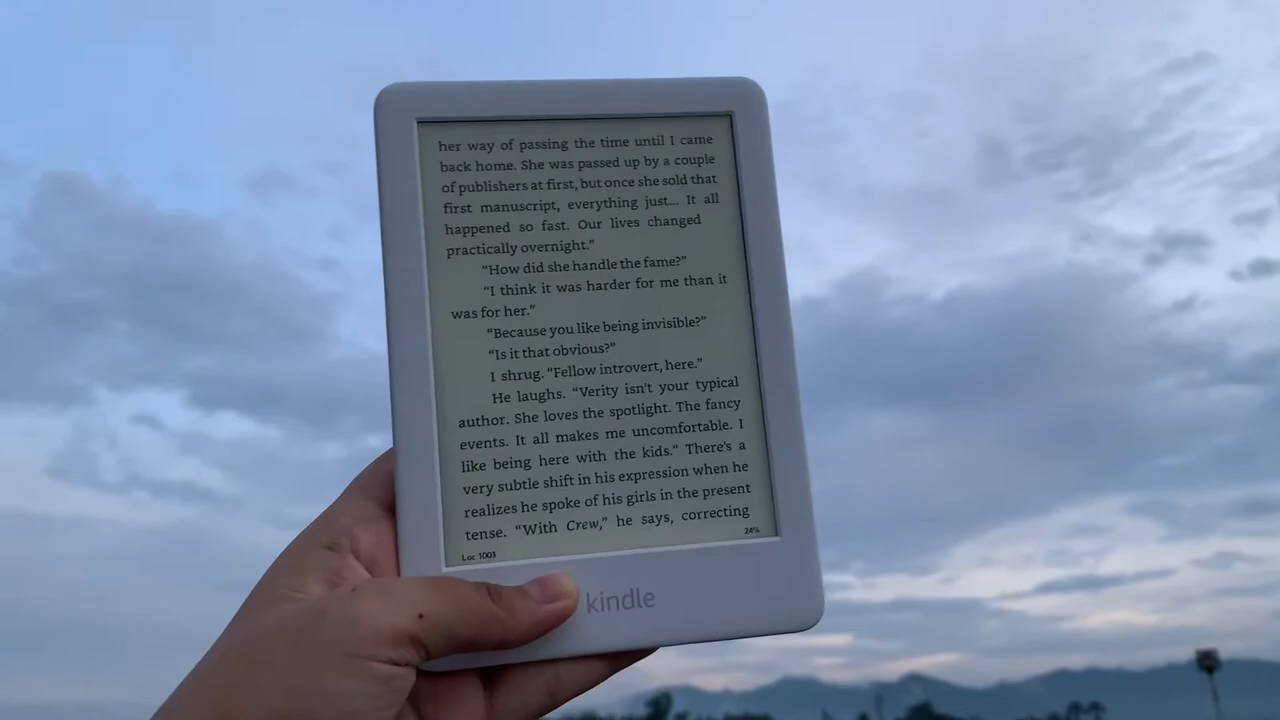 her way of passing the time until I came
back home. She was passed up by a couple
of publishers at first, but once she sold that
first manuscript, everything just... It all
happened so fast. Our lives changed
practically overnight.”
“How did she handle the fame?”
“I think it was harder for me than it
was for her.”
“Because you like being invisible?”
“Is it that obvious?”
I shrug. “Fellow introvert, here.”
He laughs. “Verity isn't your typical
author. She loves the spotlight. The fancy
events. It all makes me uncomfortable. I
like being here with the kids.” There's a
very subtle shift in his expression when he
realizes he spoke of his girls in the present
tense. “With Crew,” he says, correcting
Loc 1003 24%
kindle